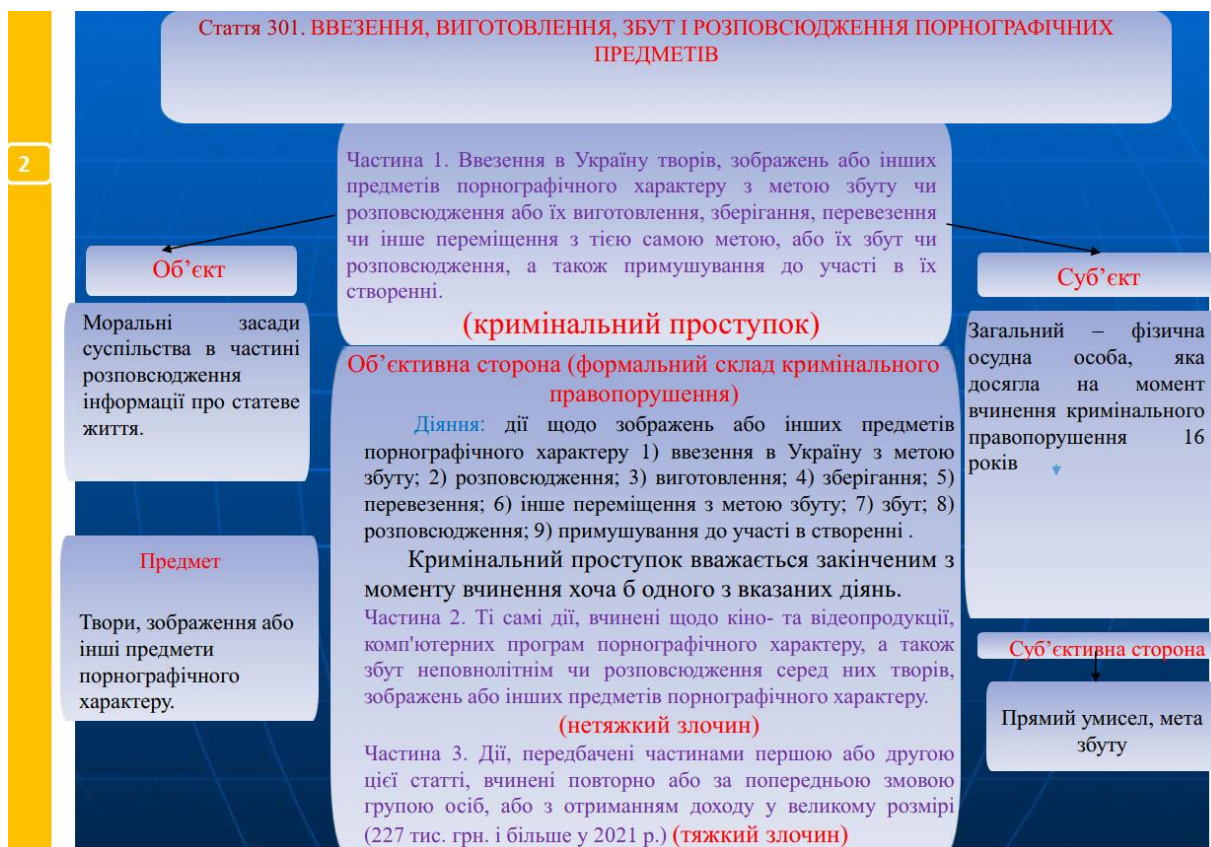 Стаття 301. ВВЕЗЕННЯ, ВИГОТОВЛЕННЯ, ЗБУТ І РОЗПОВСЮДЖЕННЯ ПОРНОГРАФІЧНИХ
ПРЕДМЕТІВ
2
Частина 1. Ввезення в Україну творів, зображень або інших
предметів порнографічного характеру з метою збуту чи
розповсюдження або їх виготовлення, зберігання, перевезення
чи інше переміщення з тією самою метою, або їх збут чи
розповсюдження, а також примушування до участі в їх
створенні.
(кримінальний проступок)
Об’єкт
Моральні засади
суспільства в частині
розповсюдження
інформації про статеве
життя.
Предмет
Твори, зображення або
інші предмети
порнографічного
характеру.
Об’єктивна сторона (формальний склад кримінального
правопорушення)
Діяння: дії щодо зображень або інших предметів
порнографічного характеру 1) ввезення в Україну з метою
збуту; 2) розповсюдження; 3) виготовлення; 4) зберігання; 5)
перевезення; 6) інше переміщення з метою збуту; 7) збут; 8)
розповсюдження; 9) примушування до участі в створенні .
Кримінальний проступок вважається закінченим з
моменту вчинення хоча б одного з вказаних діянь.
Частина 2. Ті самі дії, вчинені щодо кіно- та відеопродукції,
комп'ютерних програм порнографічного характеру, а також
збут неповнолітнім чи розповсюдження серед них творів,
зображень або інших предметів порнографічного характеру.
(нетяжкий злочин)
Частина 3. Дії, передбачені частинами першою або другою
цієї статті, вчинені повторно або за попередньою змовою
групою осіб, або з отриманням доходу у великому розмірі
(227 тис. грн. і більше у 2021 р.) (тяжкий злочин)
Суб’єкт
Загальний – фізична
осудна особа, яка
досягла на момент
вчинення кримінального
правопорушення 16
років
Суб’єктивна сторона
Прямий умисел, мета
збуту